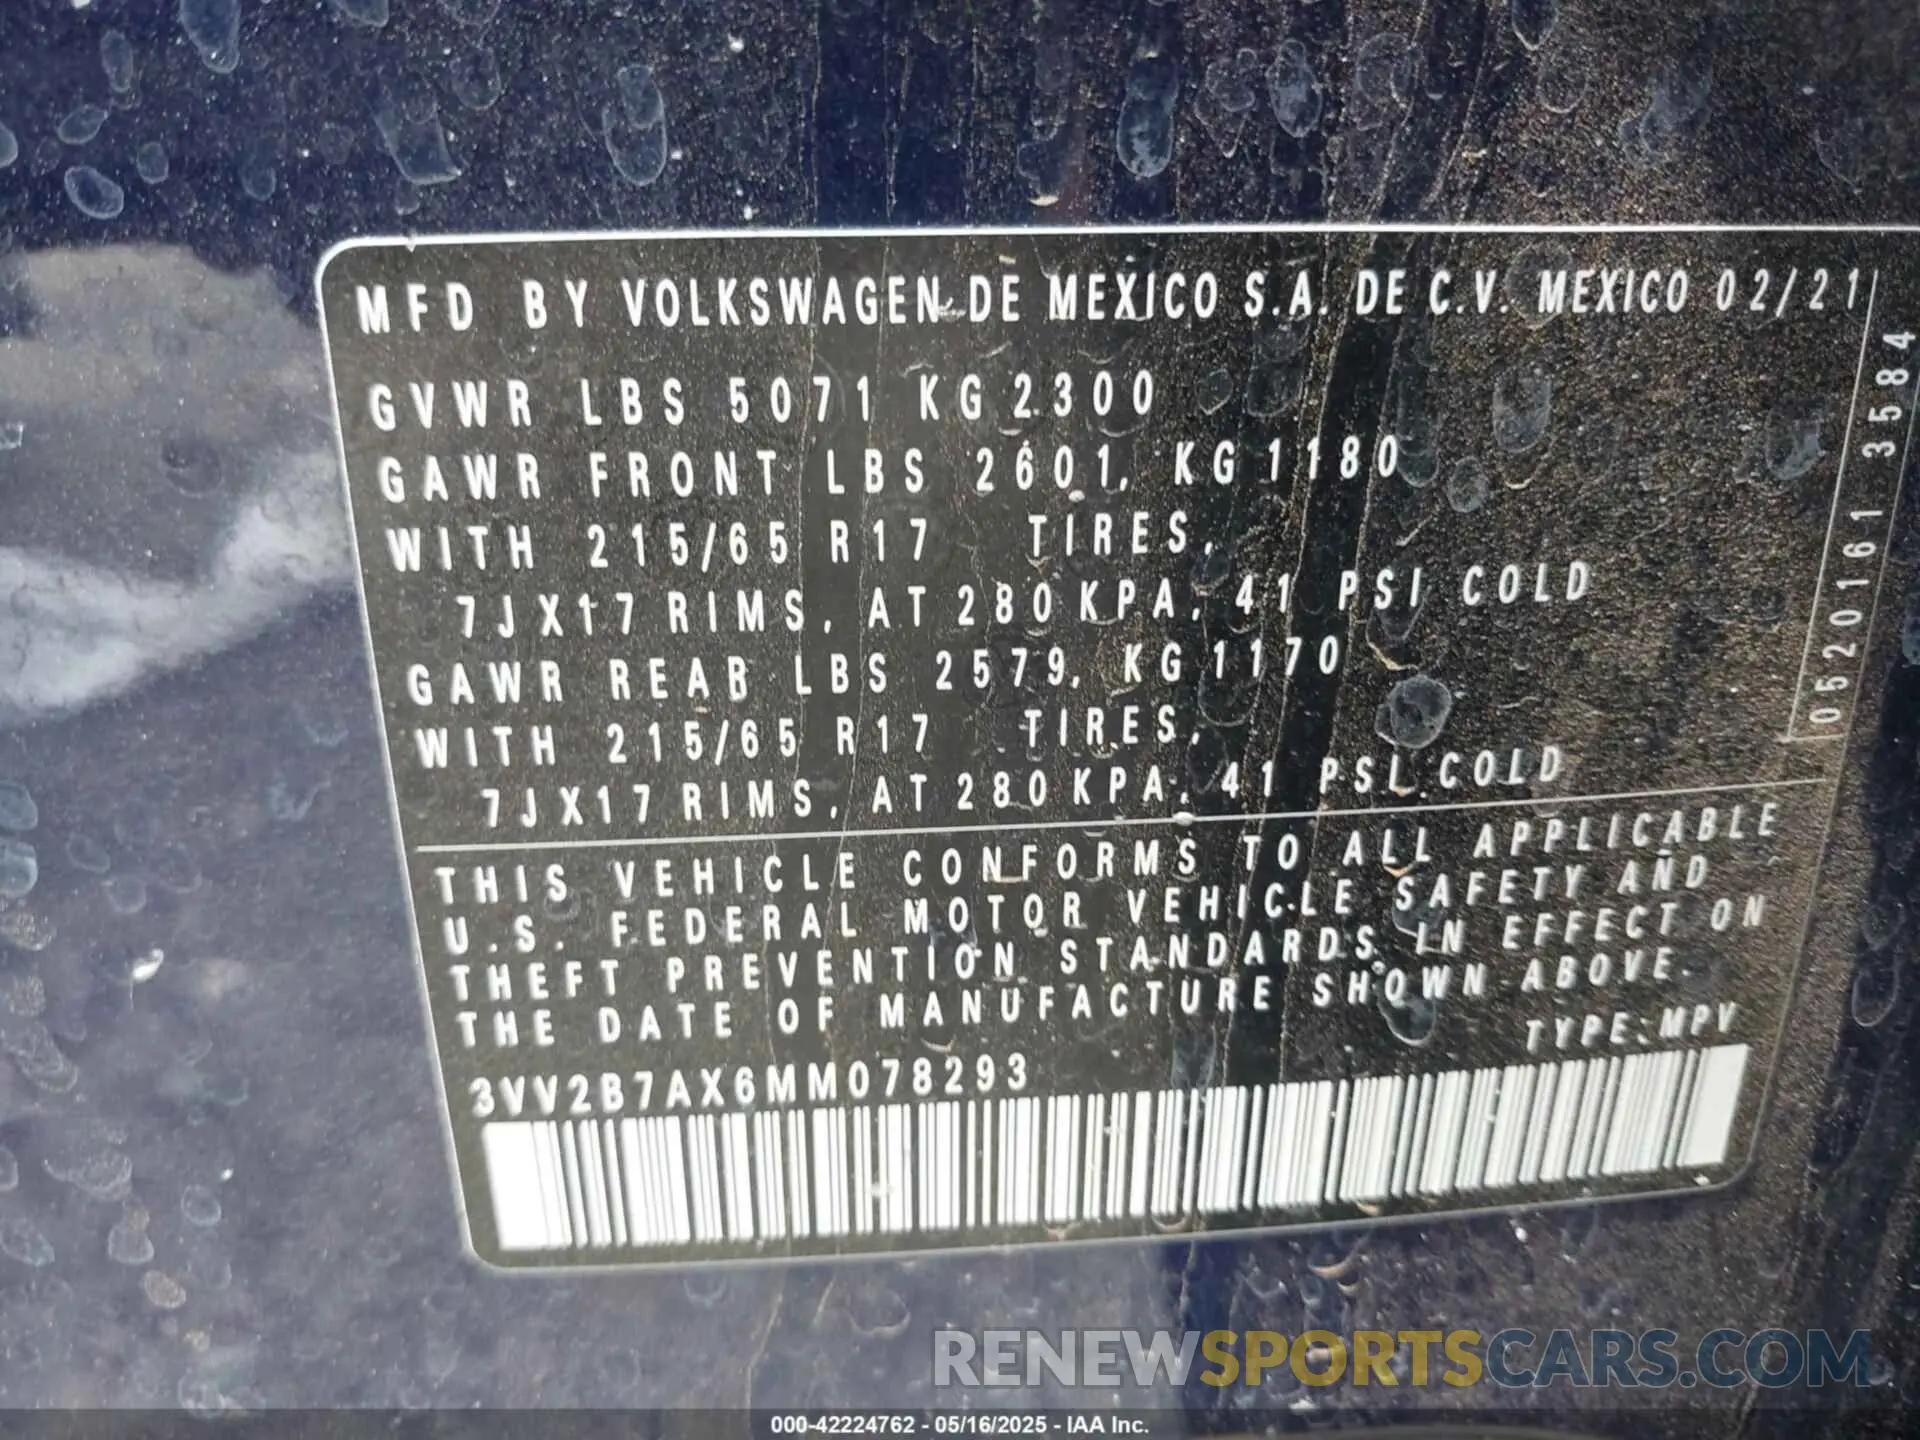 MFD BY VOLKSWAGEN DE MEXICO S.A. DE C.V. MEXICO 02/21
GVWR LBS 5071 KG 2300
GAWR FRONT LBS 2601, KG 1180
WITH 215/65 R17 TIRES,
7JX17 RIMS, AT 280 KPA, 41 PSI COLD
GAWR REAR LBS 2579, KG 1170
WITH 215/65 R17 TIRES,
7JX17 RIMS, AT 280 KPA, 41 PSI COLD
0520161 3584
THIS VEHICLE CONFORMS TO ALL APPLICABLE
U.S. FEDERAL MOTOR VEHICLE SAFETY AND
THEFT PREVENTION STANDARDS IN EFFECT ON
THE DATE OF MANUFACTURE SHOWN ABOVE.
TYPE:MPV
3VV2B7AX6MM078293
RENEWSPORTSCARS.COM
000-42224762 - 05/16/2025 - IAA Inc.